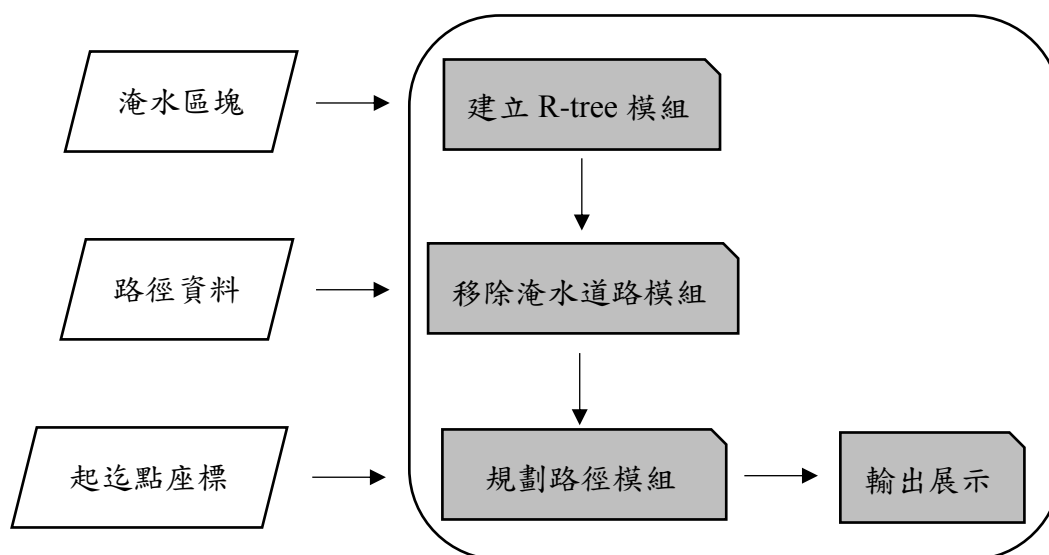 淹水區塊
建立 R-tree 模組
路徑資料
移除淹水道路模組
起迄點座標
規劃路徑模組
輸出展示